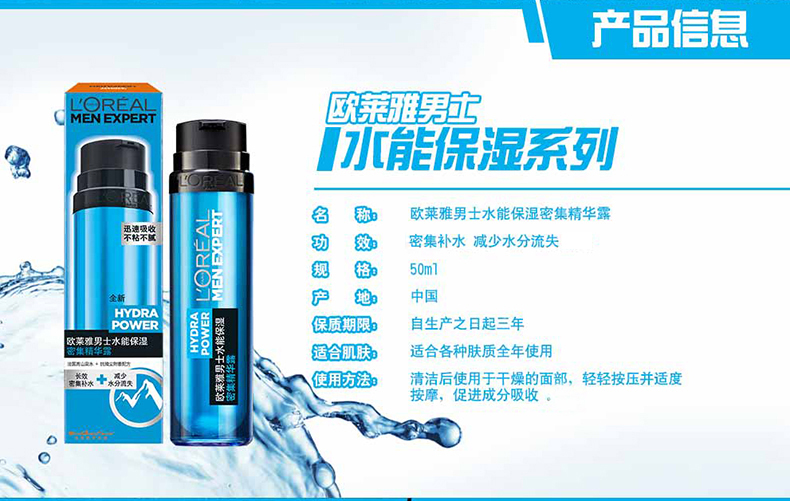 产品信息
欧莱雅男士
水能保湿系列
名 称： 欧莱雅男士水能保湿密集精华露
功 效： 密集补水 减少水分流失
规 格： 50ml
产 地： 中国
保质期限： 自生产之日起三年
适合肌肤： 适合各种肤质全年使用
使用方法： 清洁后使用于干燥的面部，轻轻按压并适度
按摩，促进成分吸收 。
L'ORÉAL
MEN EXPERT
L'ORÉAL
迅速吸收
不粘不腻
全新
HYDRA
POWER
欧莱雅男士水能保湿
密集精华露
长效
密集补水
+
减少
水分流失
L'ORÉAL
L'ORÉAL
MEN EXPERT
HYDRA
POWER
欧莱雅男士水能保湿
密集精华露